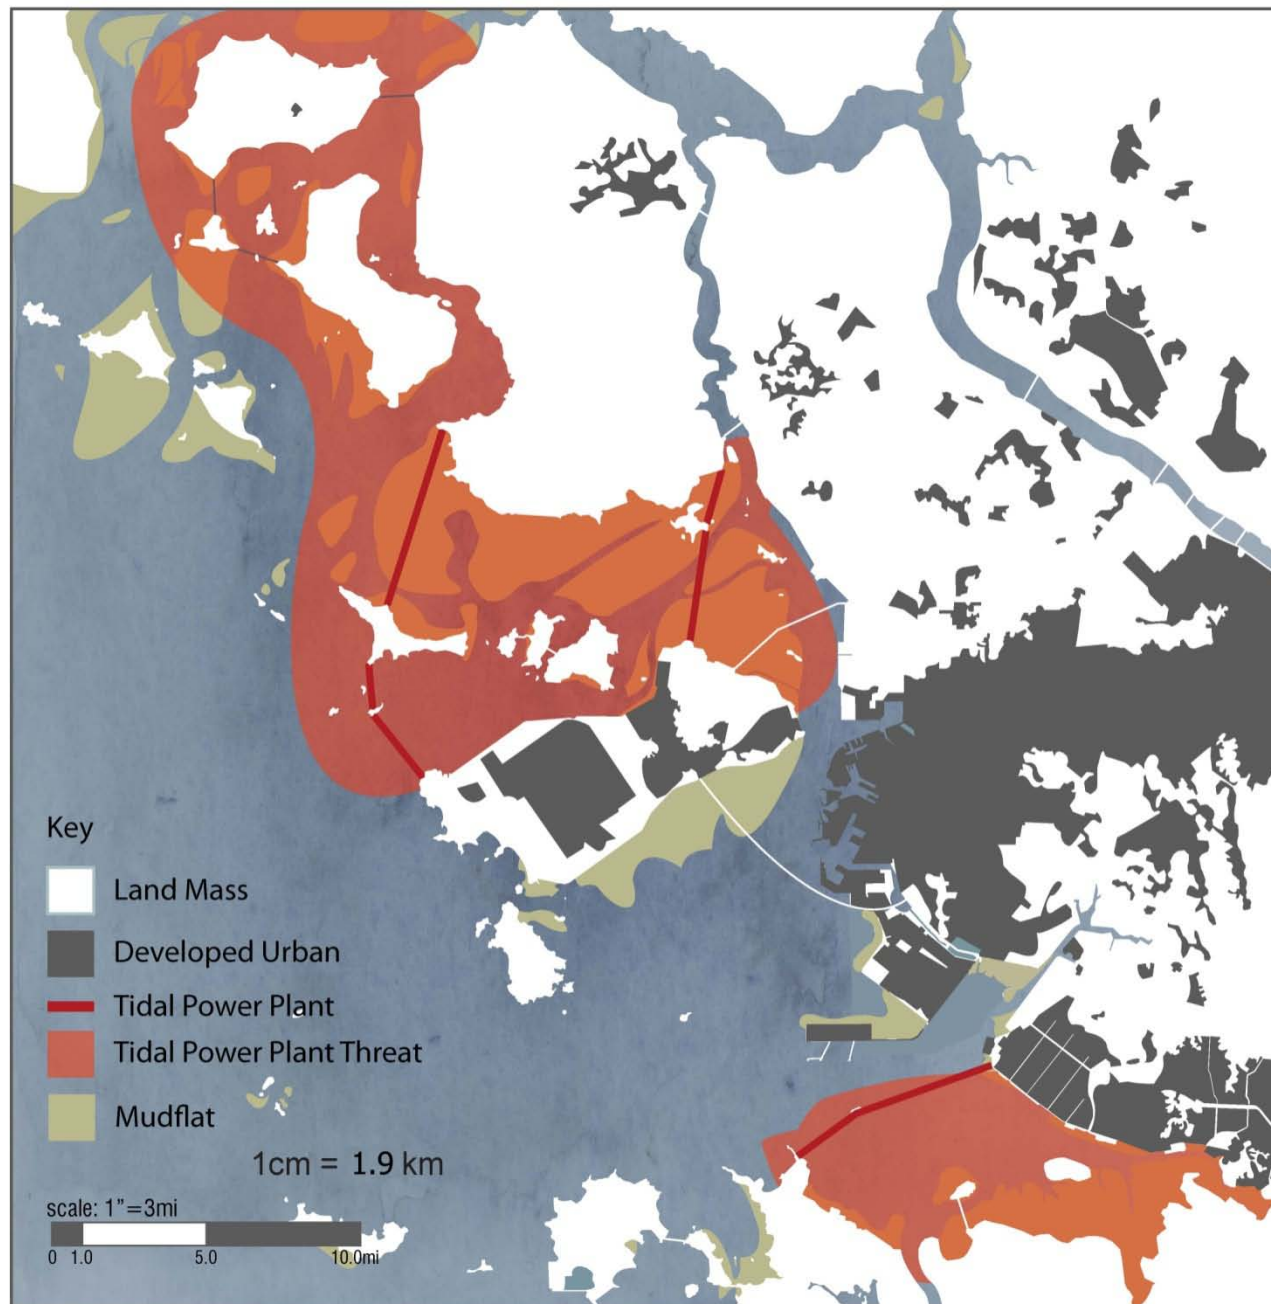 Key
Land Mass
Developed Urban
Tidal Power Plant
Tidal Power Plant Threat
Mudflat
1cm = 1.9 km
scale: 1”=3mi
0 1.0 5.0 10.0mi